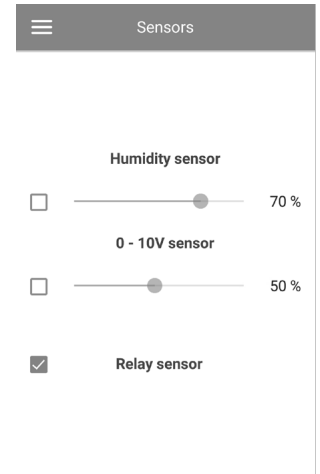 Sensors
Humidity sensor
70 %
0 - 10V sensor
50 %
Relay sensor